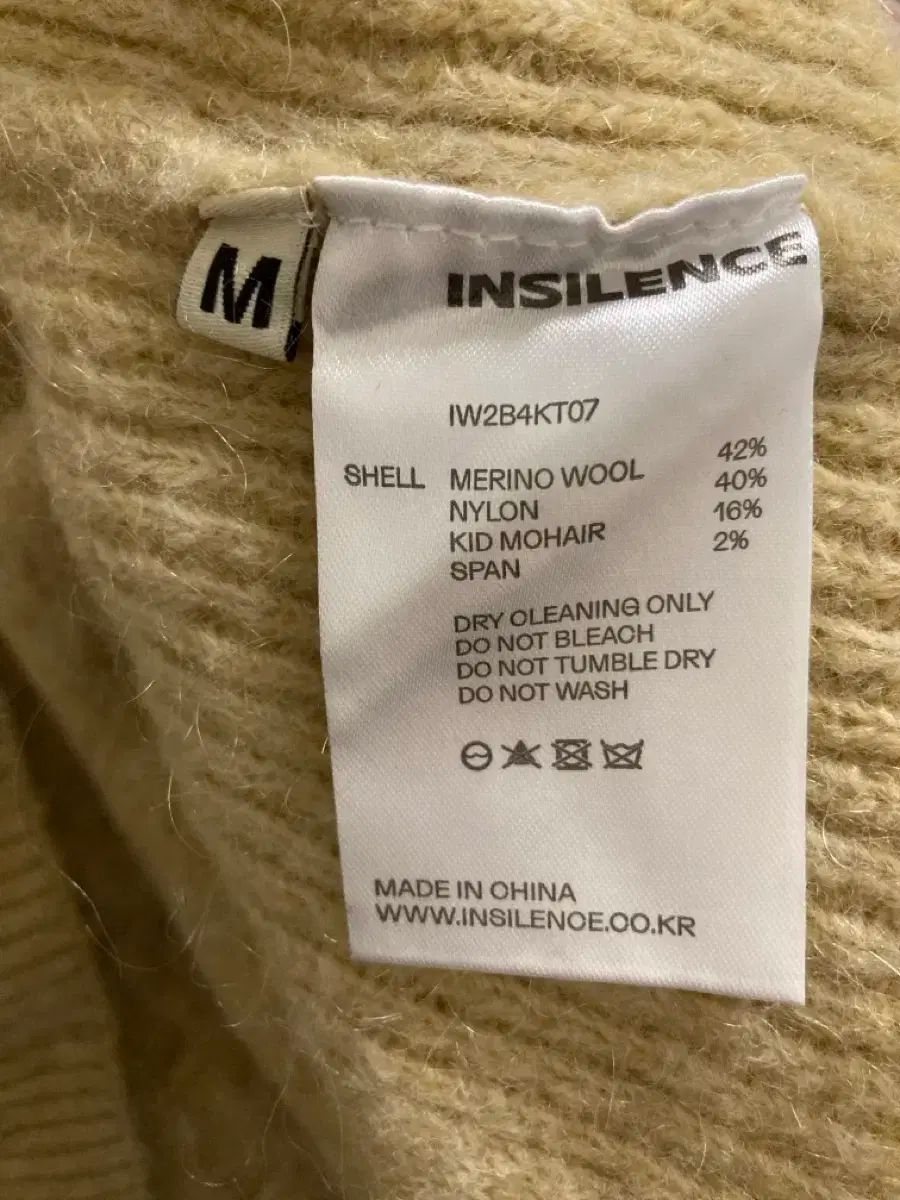 M
INSILENCE
IW2B4KT07
SHELL MERINO WOOL 42%
NYLON 40%
KID MOHAIR 16%
SPAN 2%
DRY CLEANING ONLY
DO NOT BLEACH
DO NOT TUMBLE DRY
DO NOT WASH
MADE IN CHINA
WWW.INSILENCE.CO.KR